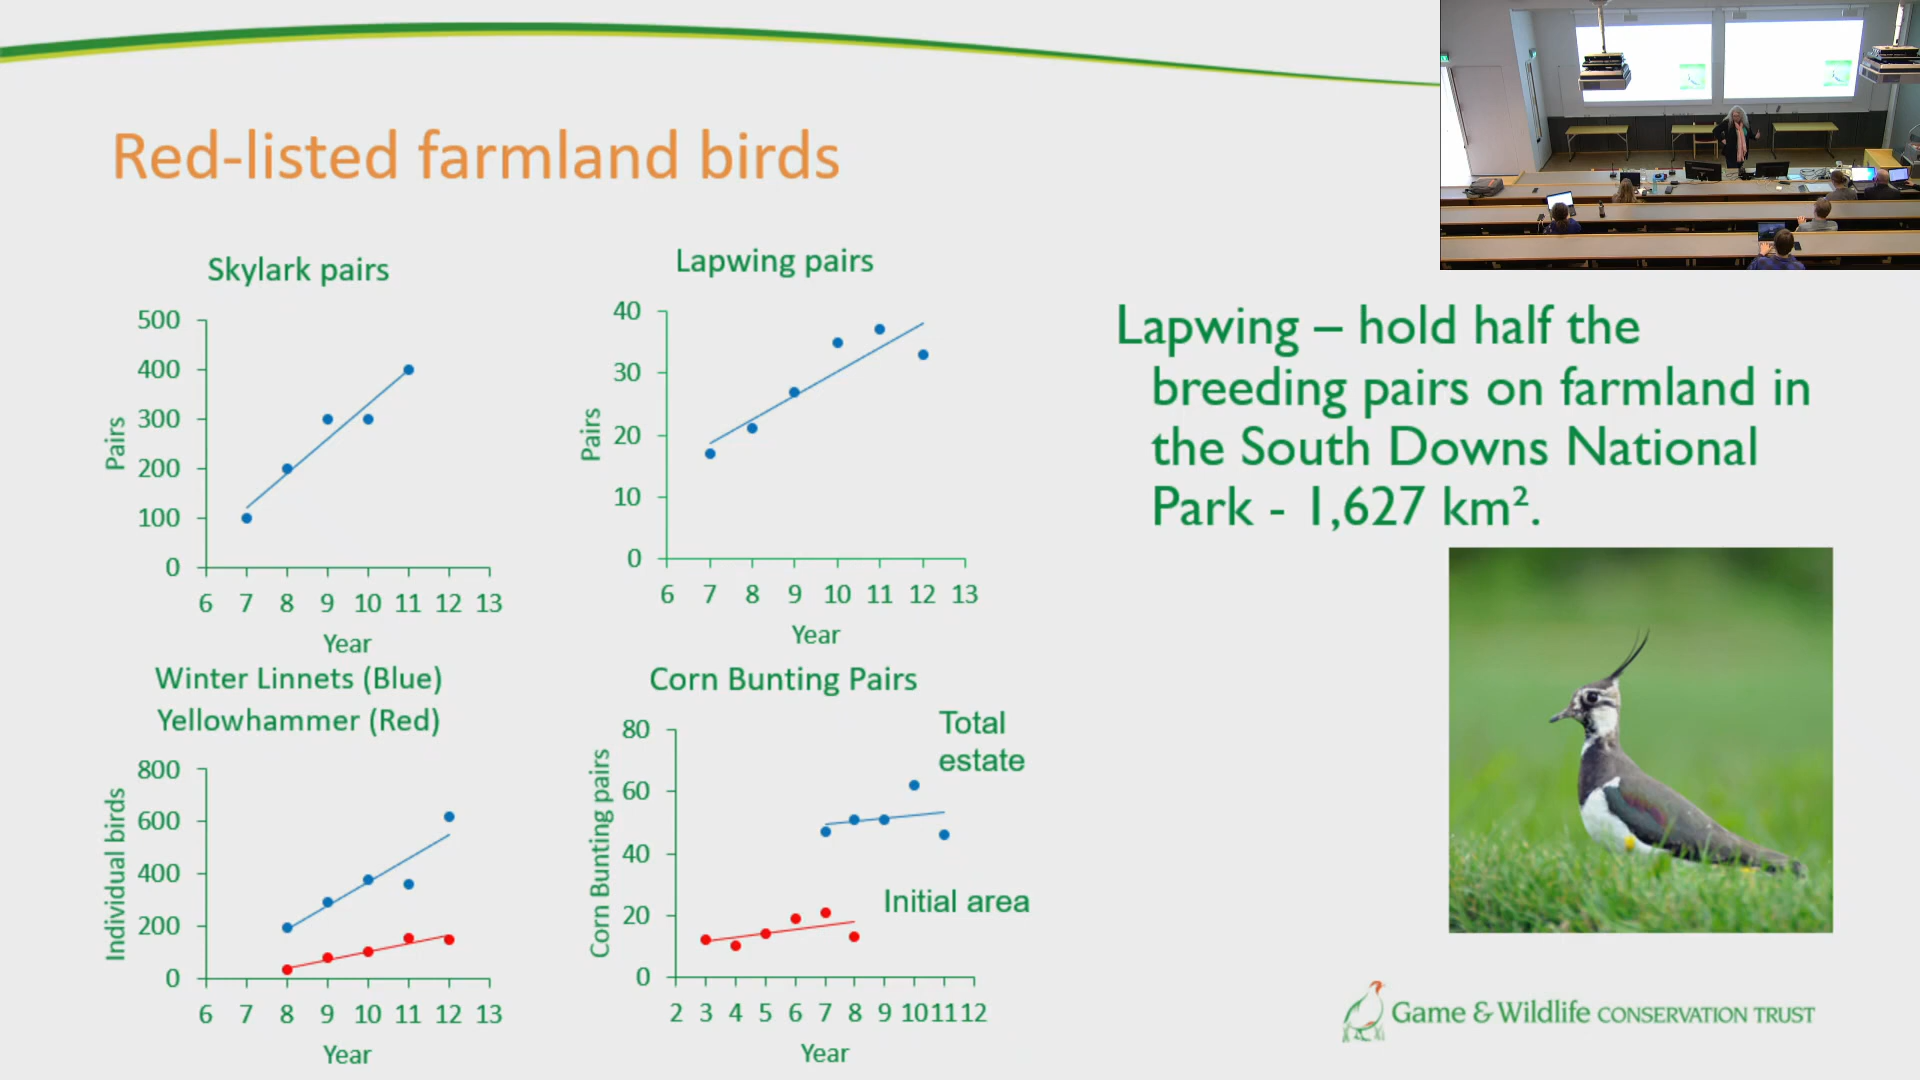 Red-listed farmland birds
Skylark pairs
500
400
300
200
100
0
Pairs
6 7 8 9 10 11 12 13
Year
Lapwing pairs
40
30
20
10
0
Pairs
6 7 8 9 10 11 12 13
Year
Lapwing – hold half the
breeding pairs on farmland in
the South Downs National
Park - 1,627 km².
Winter Linnets (Blue)
Yellowhammer (Red)
800
600
400
200
0
Individual birds
6 7 8 9 10 11 12 13
Year
Corn Bunting Pairs
80
60
40
20
0
Corn Bunting pairs
Total
estate
Initial area
2 3 4 5 6 7 8 9 10 11 12
Year
Game & Wildlife CONSERVATION TRUST